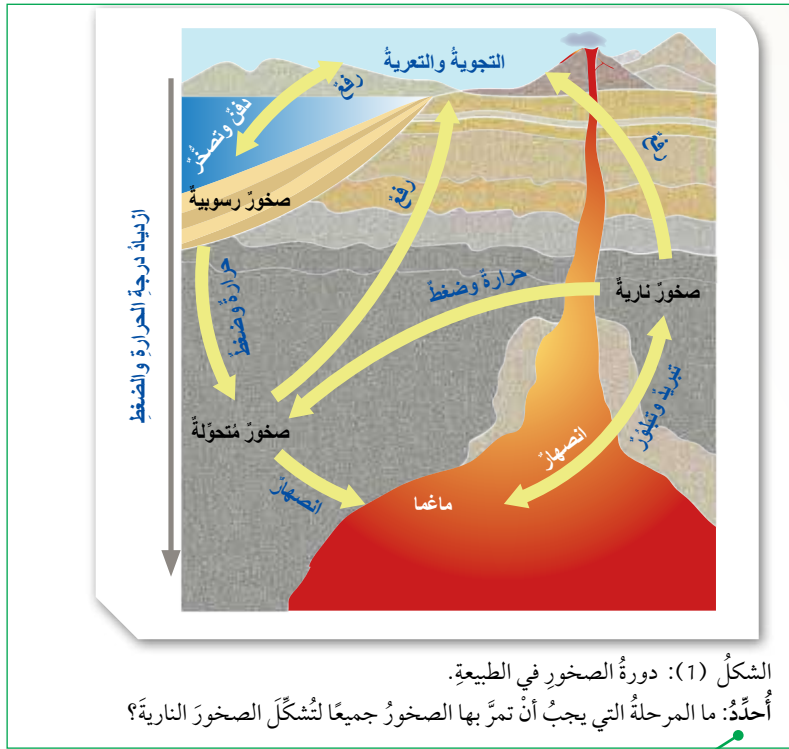 التجويةُ والتعريةُ
رفعٌ
دفنٌ وتصخُّرٌ
رفعٌ
رفعٌ
صخورٌ رسوبيةٌ
ازديادُ درجةِ الحرارةِ والضغطِ
حرارةٌ وضغطٌ
حرارةٌ وضغطٌ
صخورٌ ناريةٌ
تبريدٌ وتبلوُرٌ
انصهارٌ
صخورٌ مُتحوِّلةٌ
انصهارٌ
ماغما
الشكلُ (1): دورةُ الصخورِ في الطبيعةِ.
أُحدِّدُ: ما المرحلةُ التي يجبُ أنْ تمرَّ بها الصخورُ جميعًا لتُشكِّلَ الصخورَ الناريةَ؟